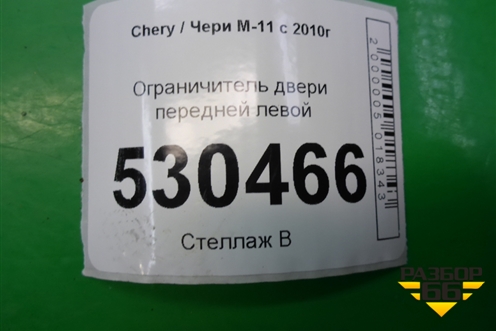 Chery / Чери М-11 с 2010г
Ограничитель двери
передней левой
530466
Стеллаж В
2000005018343
РАЗБОР
66